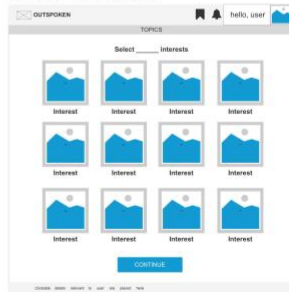 OUTSPOKEN
hello, user
TOPICS
Select ______ interests
Interest Interest Interest Interest
Interest Interest Interest Interest
Interest Interest Interest Interest
CONTINUE